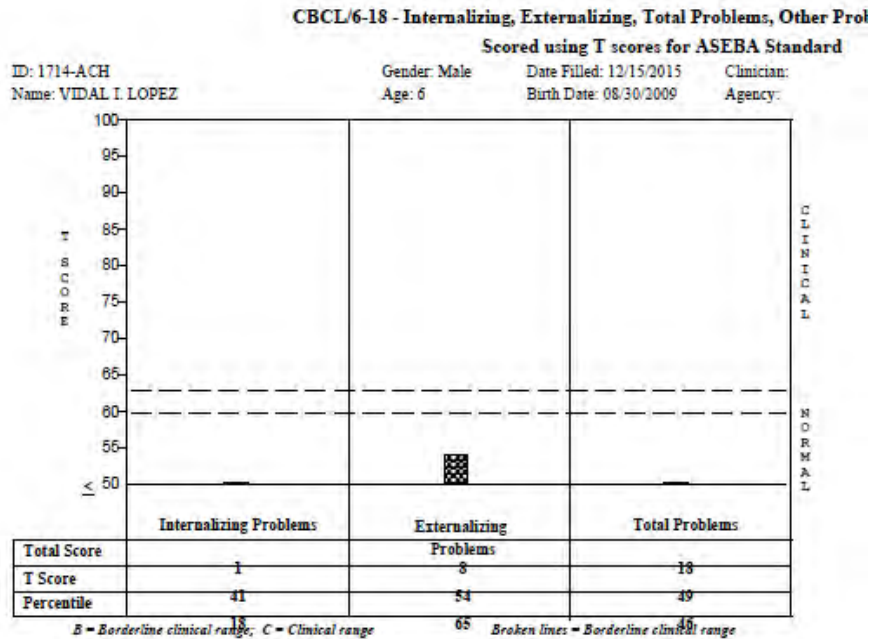 CBCL/6-18 - Internalizing, Externalizing, Total Problems, Other Prob
Scored using T scores for ASEBA Standard
ID: 1714-ACH Gender: Male Date Filled: 12/15/2015 Clinician:
Name: VIDAL I. LOPEZ Age: 6 Birth Date: 08/30/2009 Agency:
100
95
90
85
80
75
70
65
60
55
≤ 50
T SCORE
CLINICAL
NORMAL
Internalizing Problems Externalizing Problems Total Problems
Total Score 1 8 18
T Score 41 54 49
Percentile 18 65 46
B = Borderline clinical range; C = Clinical range Broken lines = Borderline clinical range